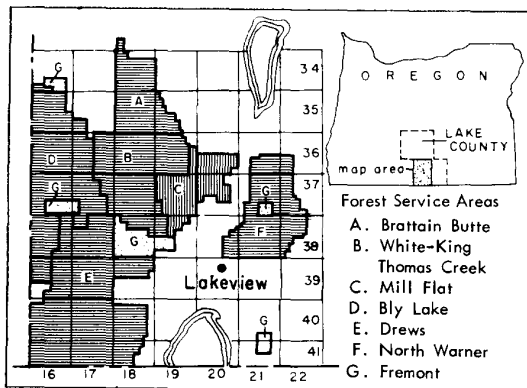 G
A
B
C
D
G
G
F
G
E
Lakeview
G
34
35
36
37
38
39
40
41
16 17 18 19 20 21 22
OREGON
LAKE
COUNTY
map area
Forest Service Areas
A. Brattain Butte
B. White-King
Thomas Creek
C. Mill Flat
D. Bly Lake
E. Drews
F. North Warner
G. Fremont